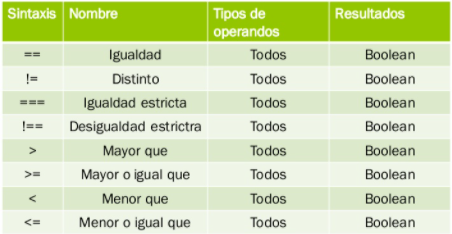 Sintaxis Nombre Tipos de operandos Resultados
== Igualdad Todos Boolean
!= Distinto Todos Boolean
=== Igualdad estricta Todos Boolean
!== Desigualdad estrictra Todos Boolean
> Mayor que Todos Boolean
>= Mayor o igual que Todos Boolean
< Menor que Todos Boolean
<= Menor o igual que Todos Boolean